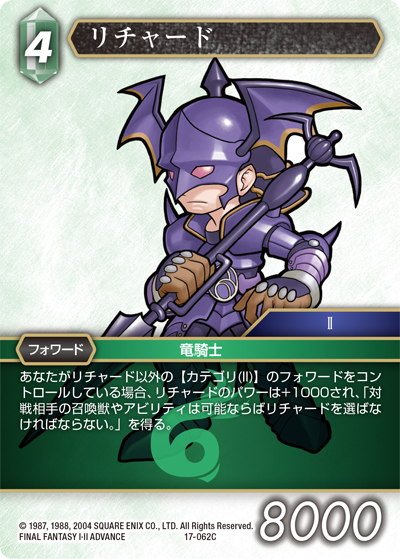 4
リチャード
II
フォワード
竜騎士
あなたがリチャード以外の【カテゴリ(II)】のフォワードをコン
トロールしている場合、リチャードのパワーは+1000され、「対
戦相手の召喚獣やアビリティは可能ならばリチャードを選ばな
ければならない。」を得る。
© 1987, 1988, 2004 SQUARE ENIX CO., LTD. All Rights Reserved.
FINAL FANTASY I·II ADVANCE
17-062C
8000